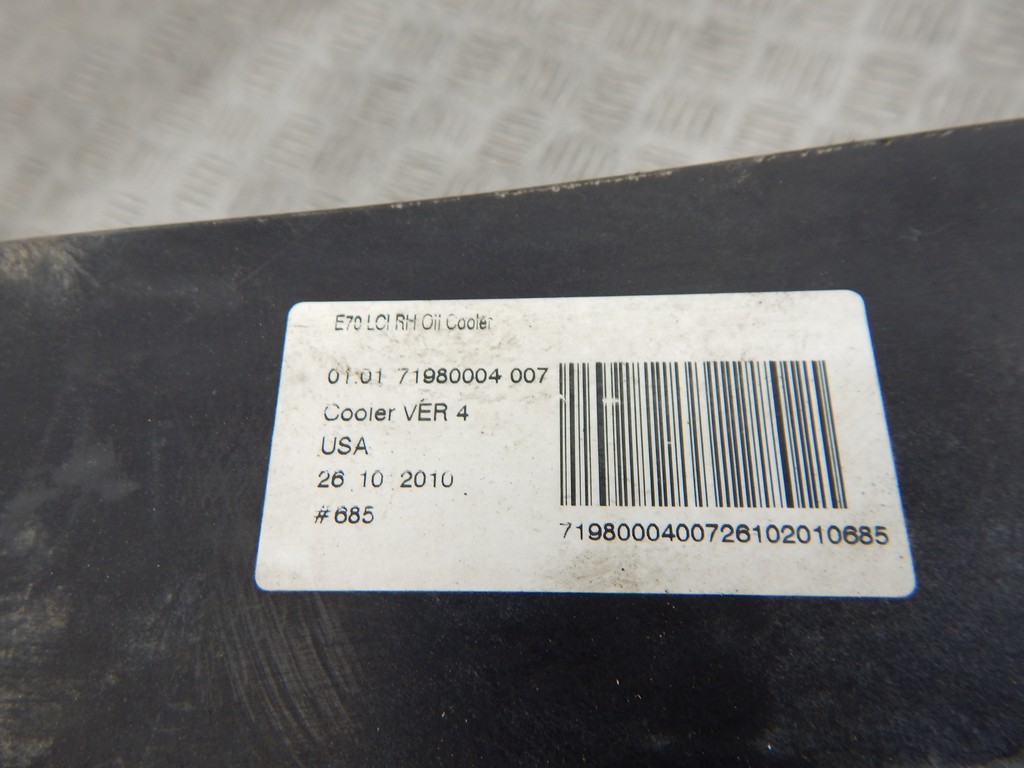 E70 LCI RH Oil Cooler
01.01 71980004 007
Cooler VER 4
USA
26 10 2010
#685
7198000400726102010685